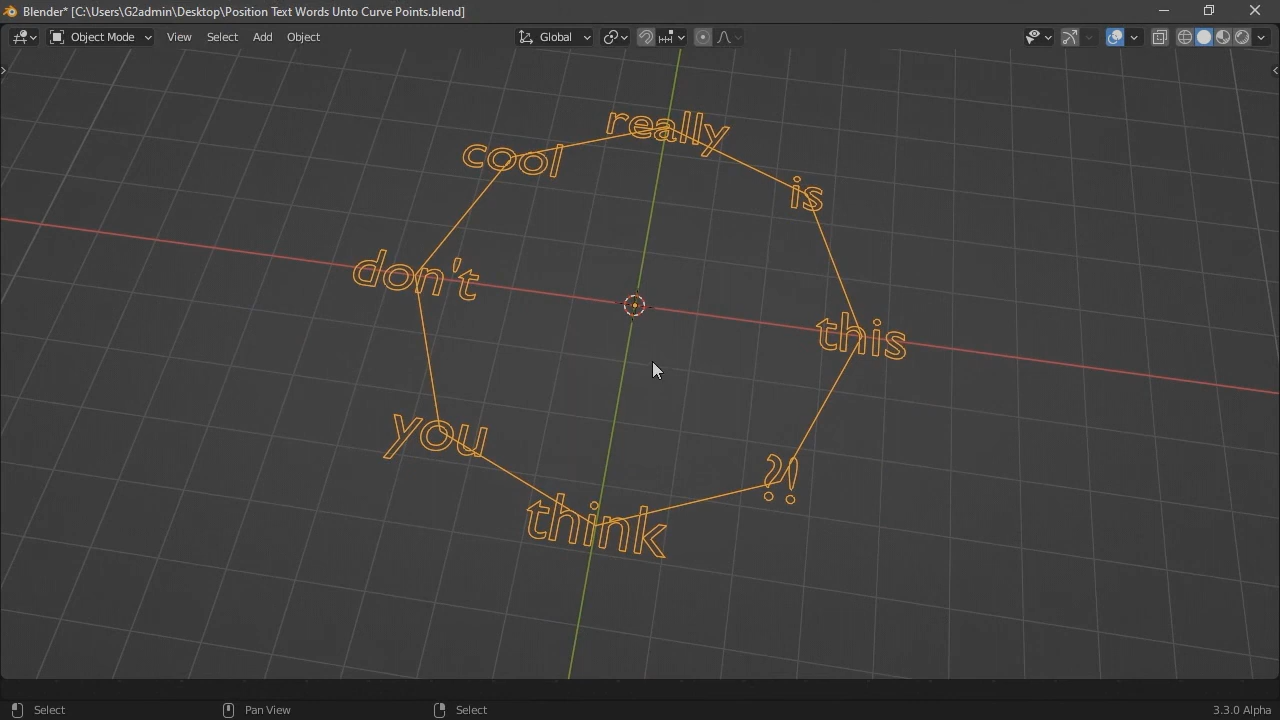 Blender* [C:\Users\G2admin\Desktop\Position Text Words Unto Curve Points.blend]
Object Mode View Select Add Object Global
really
cool
is
don't
this
you
?!
think
Select Pan View Select 3.3.0 Alpha